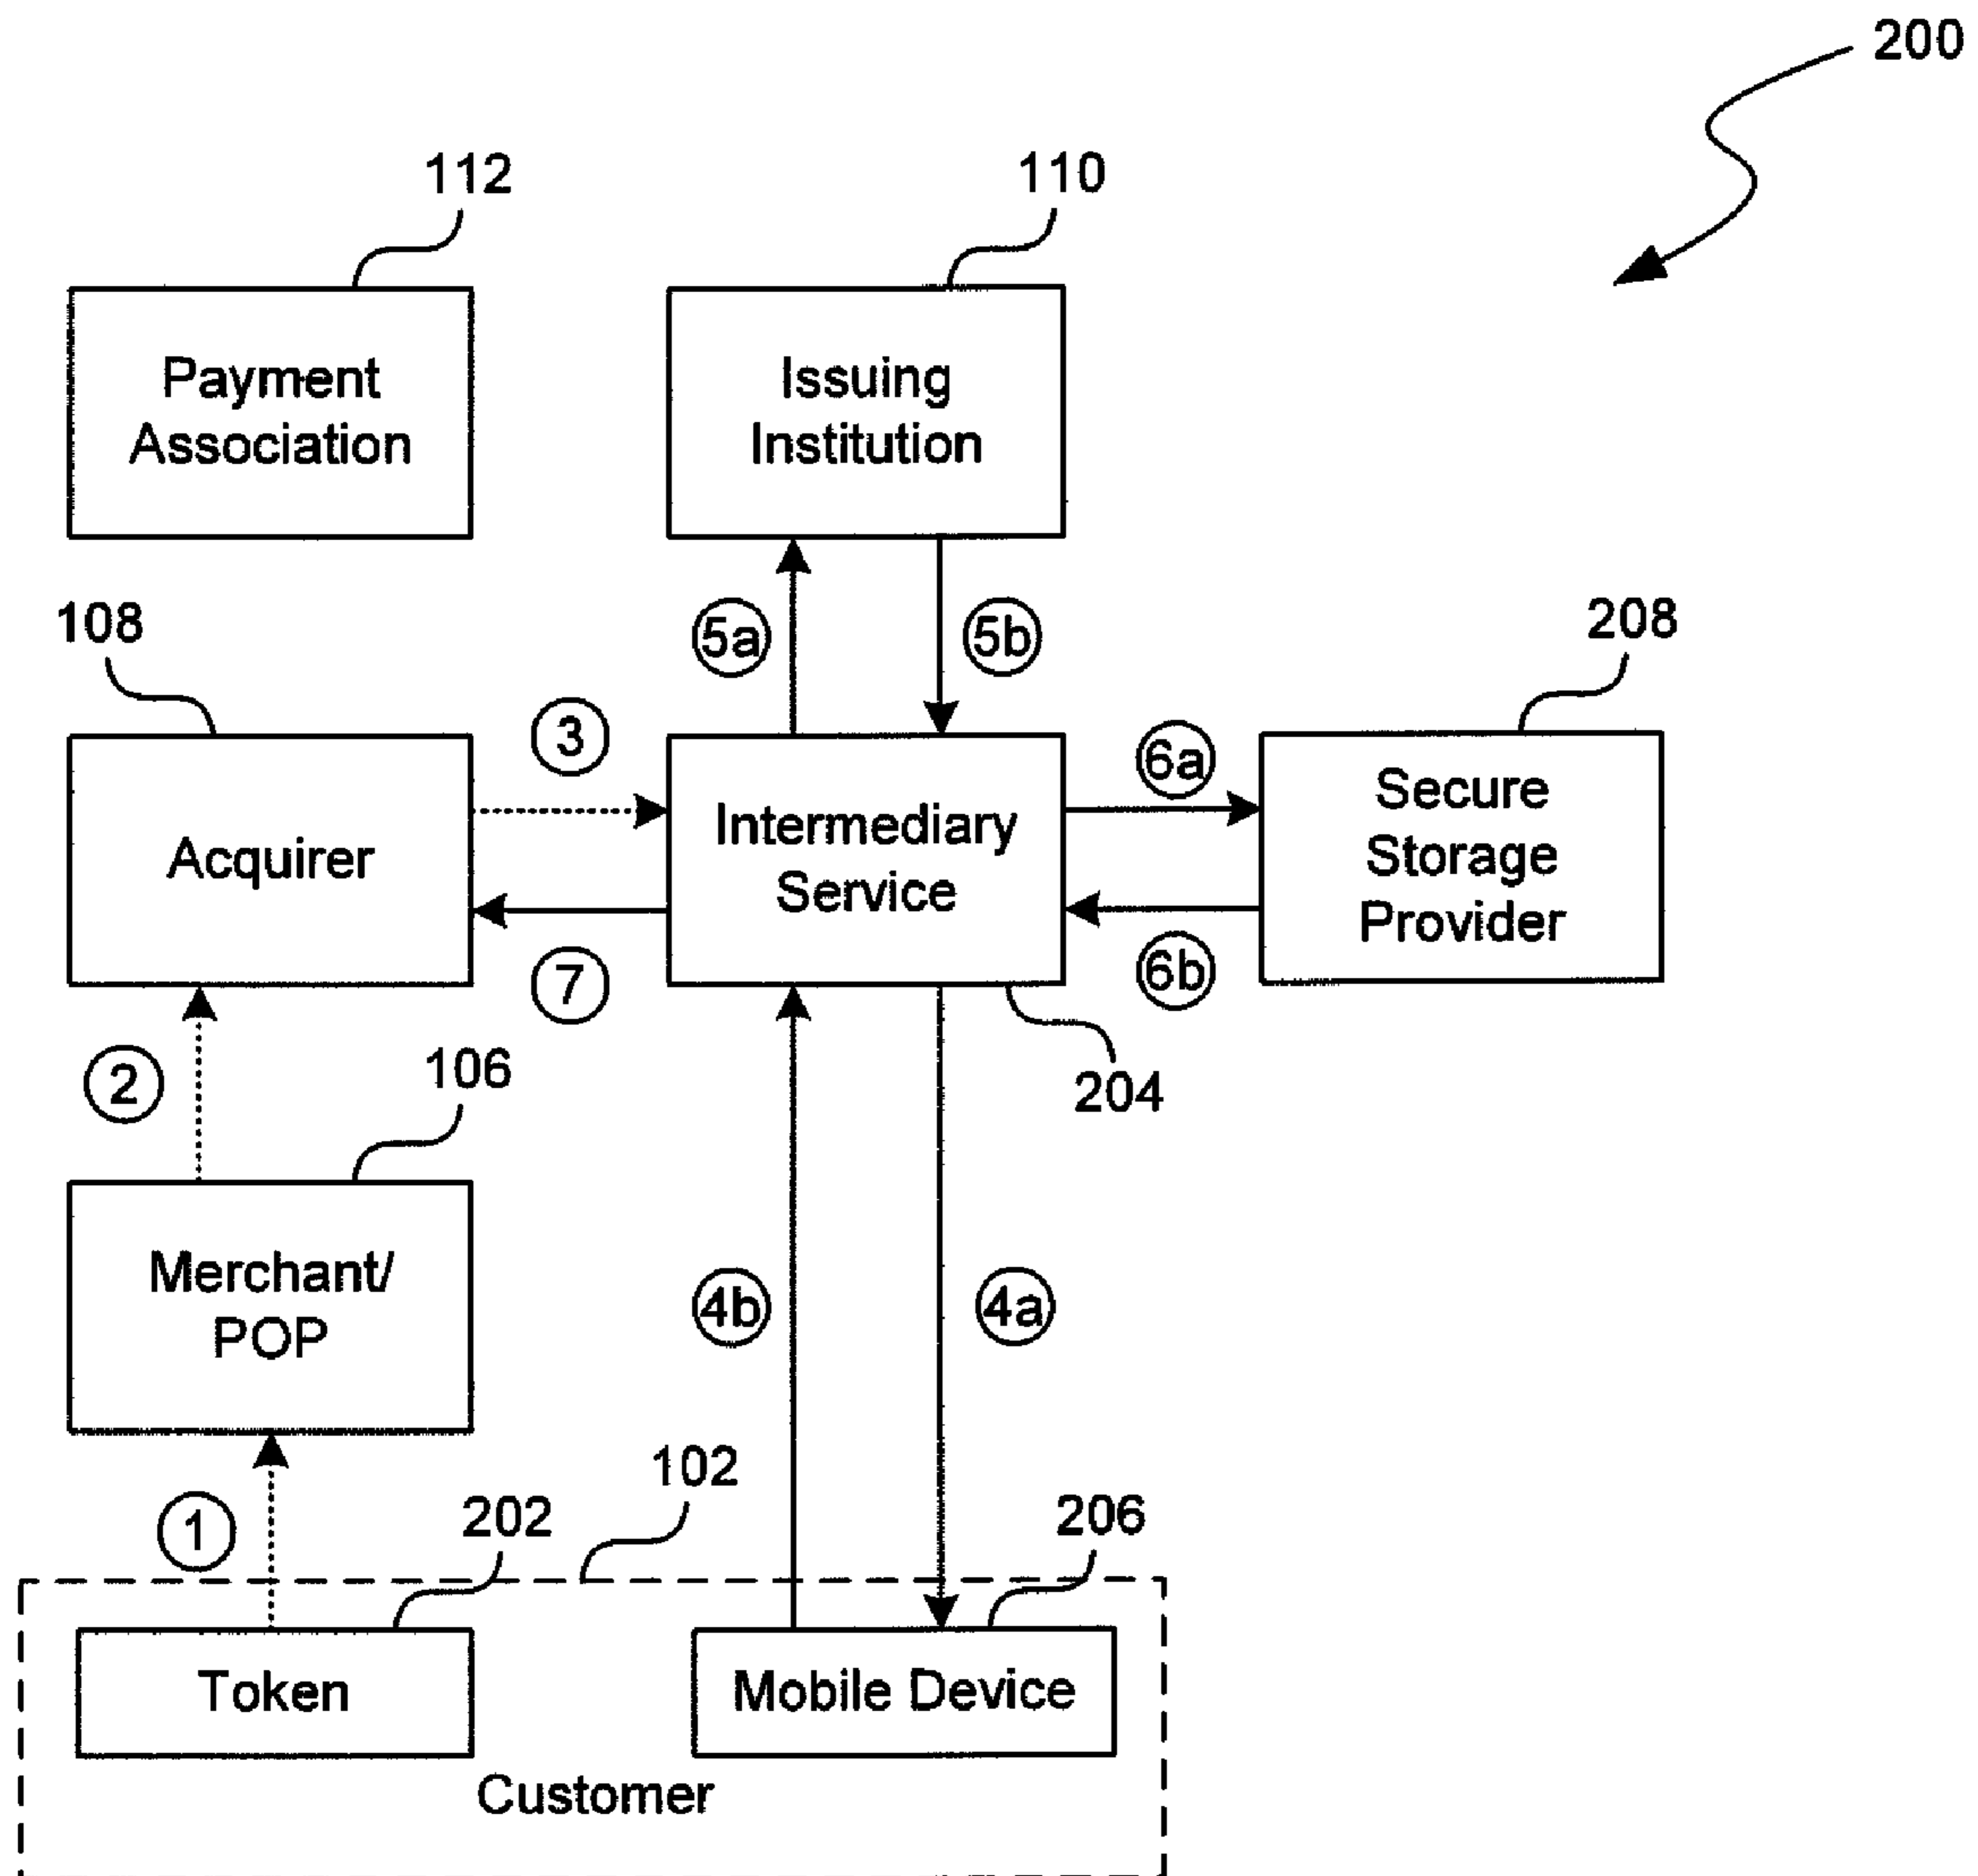 200
112
110
Payment
Association
Issuing
Institution
108
5a
5b
208
3
6a
Acquirer
Intermediary
Service
Secure
Storage
Provider
7
6b
2
106
204
Merchant/
POP
4b
4a
102
1
202
206
Token
Mobile Device
Customer